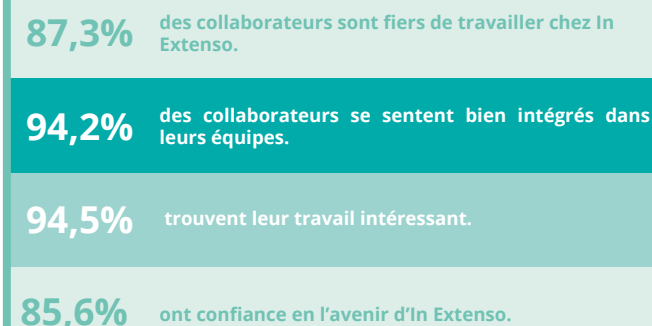 87,3%
des collaborateurs sont fiers de travailler chez In
Extenso.
94,2%
des collaborateurs se sentent bien intégrés dans
leurs équipes.
94,5%
trouvent leur travail intéressant.
85,6%
ont confiance en l’avenir d’In Extenso.